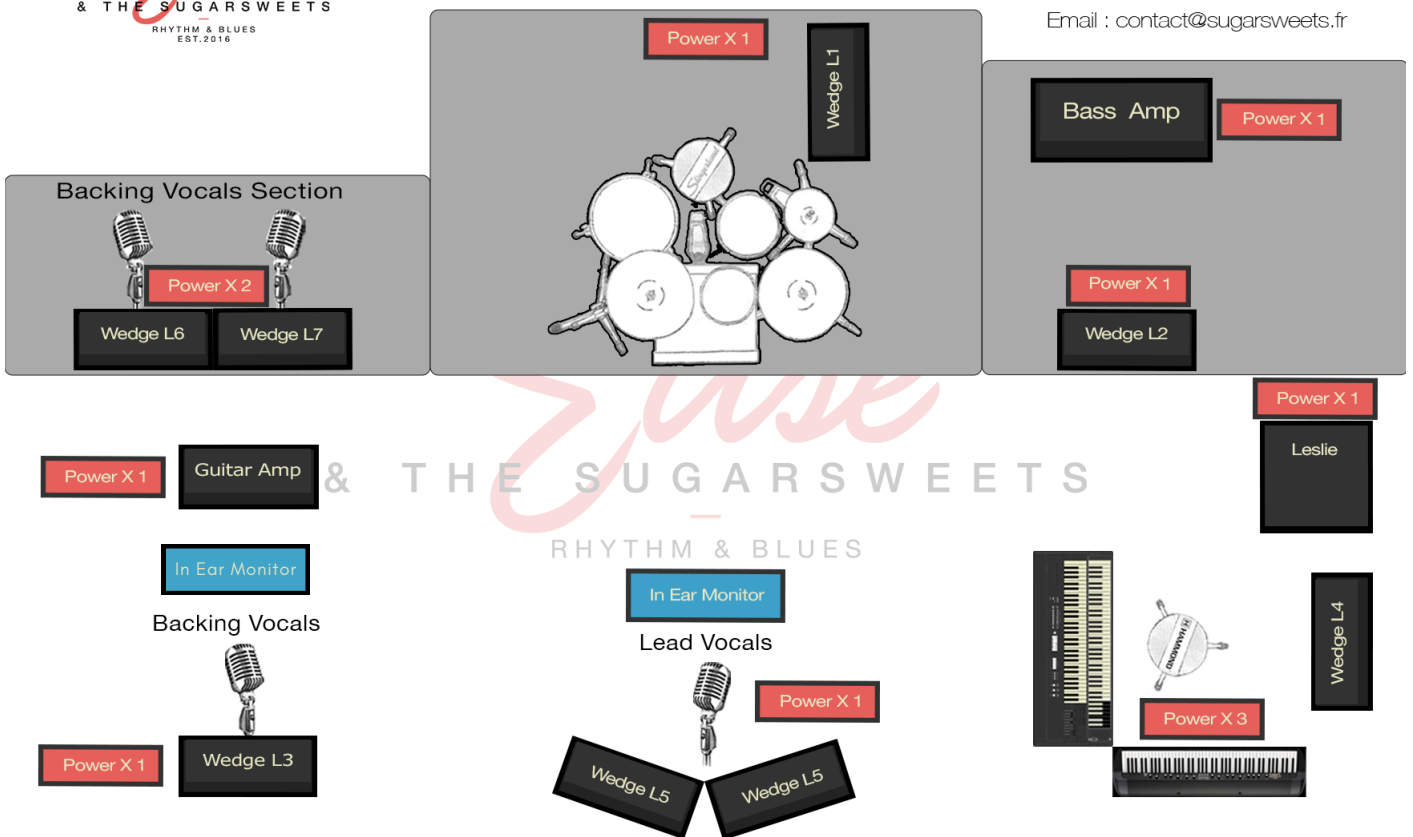 & THE SUGARSWEETS
RHYTHM & BLUES
EST.2016
Email : contact@sugarsweets.fr
Power X 1
Wedge L1
Bass Amp
Power X 1
Backing Vocals Section
Slingerland
Power X 2
Wedge L6
Wedge L7
Power X 1
Wedge L2
Power X 1
Leslie
Elise
& THE SUGARSWEETS
RHYTHM & BLUES
Power X 1
Guitar Amp
In Ear Monitor
Backing Vocals
Power X 1
Wedge L3
In Ear Monitor
Lead Vocals
Power X 1
Wedge L5
Wedge L5
HAMMOND
Wedge L4
Power X 3